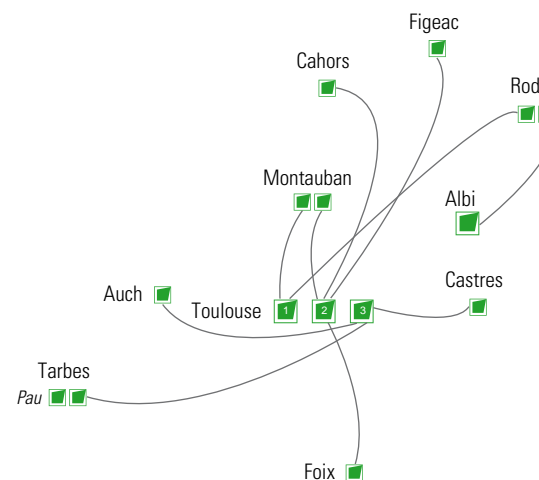 Figeac
Cahors
Rod
Montauban
Albi
Castres
Auch
Toulouse 1 2 3
Tarbes
Pau
Foix